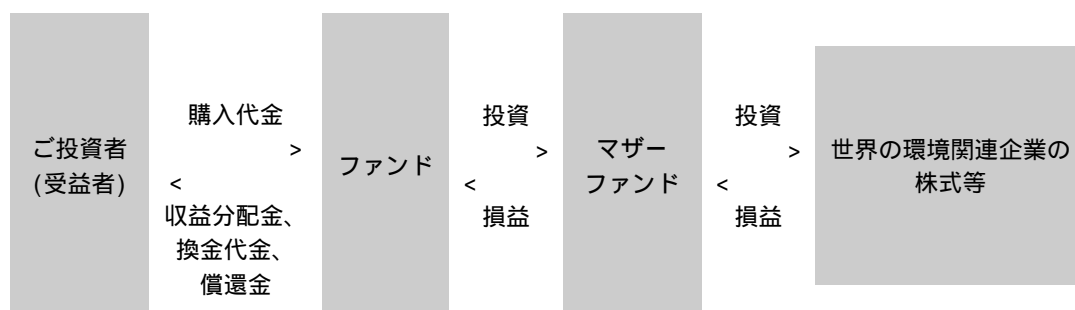 ご投資者
(受益者)
購入代金
>
<
収益分配金、
換金代金、
償還金
ファンド
投資
>
<
損益
マザー
ファンド
投資
>
<
損益
世界の環境関連企業の
株式等